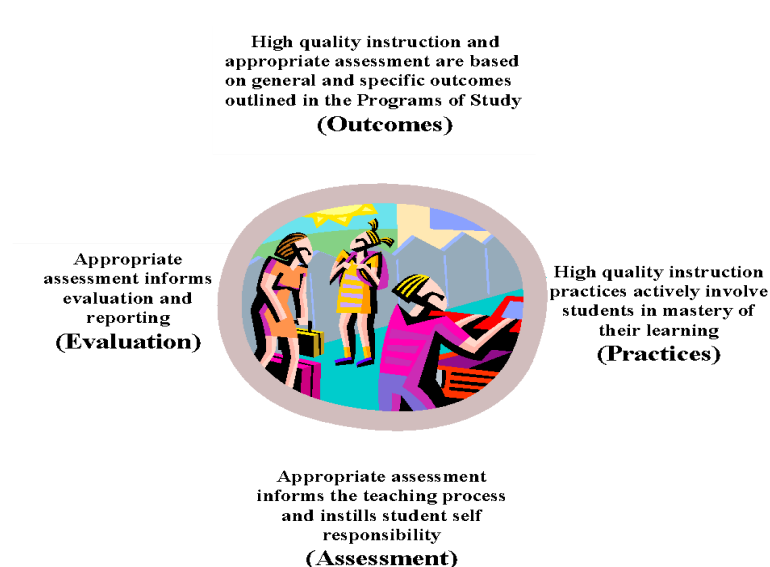 High quality instruction and
appropriate assessment are based
on general and specific outcomes
outlined in the Programs of Study
(Outcomes)
Appropriate
assessment informs
evaluation and
reporting
(Evaluation)
High quality instruction
practices actively involve
students in mastery of
their learning
(Practices)
Appropriate assessment
informs the teaching process
and instills student self
responsibility
(Assessment)